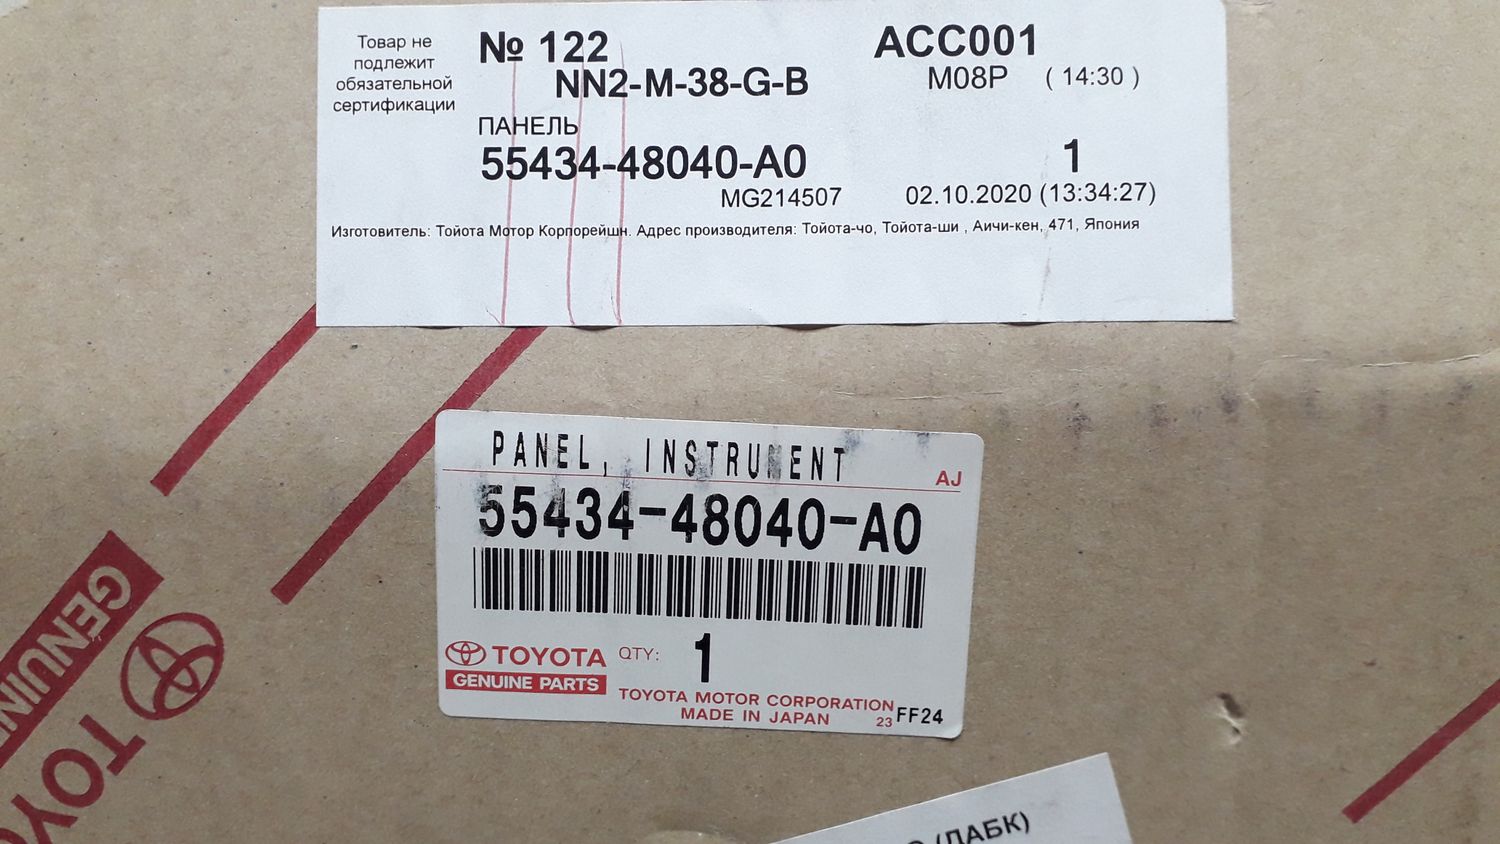 Товар не
подлежит
обязательной
сертификации
№ 122
NN2-M-38-G-B
ACC001
M08P ( 14:30 )
ПАНЕЛЬ
55434-48040-A0
1
MG214507
02.10.2020 (13:34:27)
Изготовитель: Тойота Мотор Корпорейшн. Адрес производителя: Тойота-чо, Тойота-ши , Аичи-кен, 471, Япония
PANEL, INSTRUMENT
AJ
55434-48040-A0
TOYOTA
GENUINE PARTS
QTY: 1
TOYOTA MOTOR CORPORATION
MADE IN JAPAN
23 FF24
GENUIN
TOYO
(ДАБК)